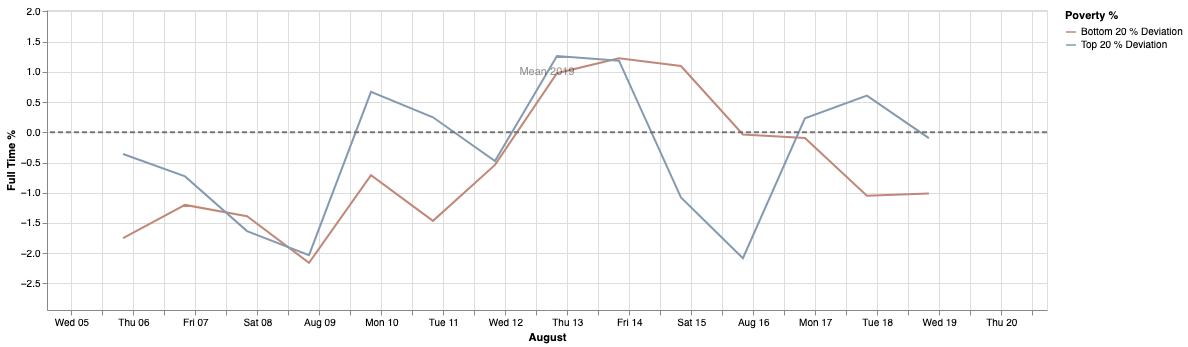 Poverty %
Bottom 20 % Deviation
Top 20 % Deviation
2.0
1.5
1.0
0.5
0.0
−0.5
−1.0
−1.5
−2.0
−2.5
Full Time %
Mean 2019
Wed 05 Thu 06 Fri 07 Sat 08 Aug 09 Mon 10 Tue 11 Wed 12 Thu 13 Fri 14 Sat 15 Aug 16 Mon 17 Tue 18 Wed 19 Thu 20
August